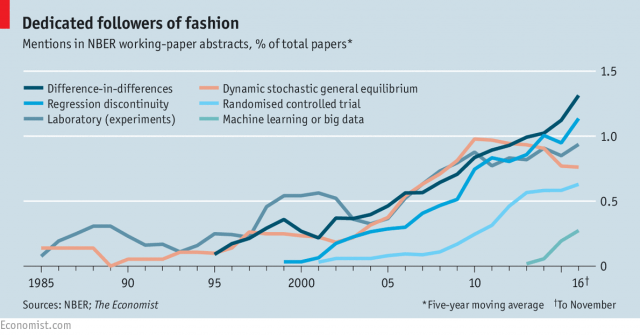 Dedicated followers of fashion
Mentions in NBER working-paper abstracts, % of total papers*
Difference-in-differences
Regression discontinuity
Laboratory (experiments)
Dynamic stochastic general equilibrium
Randomised controlled trial
Machine learning or big data
1.5
1.0
0.5
0
1985 90 95 2000 05 10 16†
Sources: NBER; The Economist *Five-year moving average †To November
Economist.com